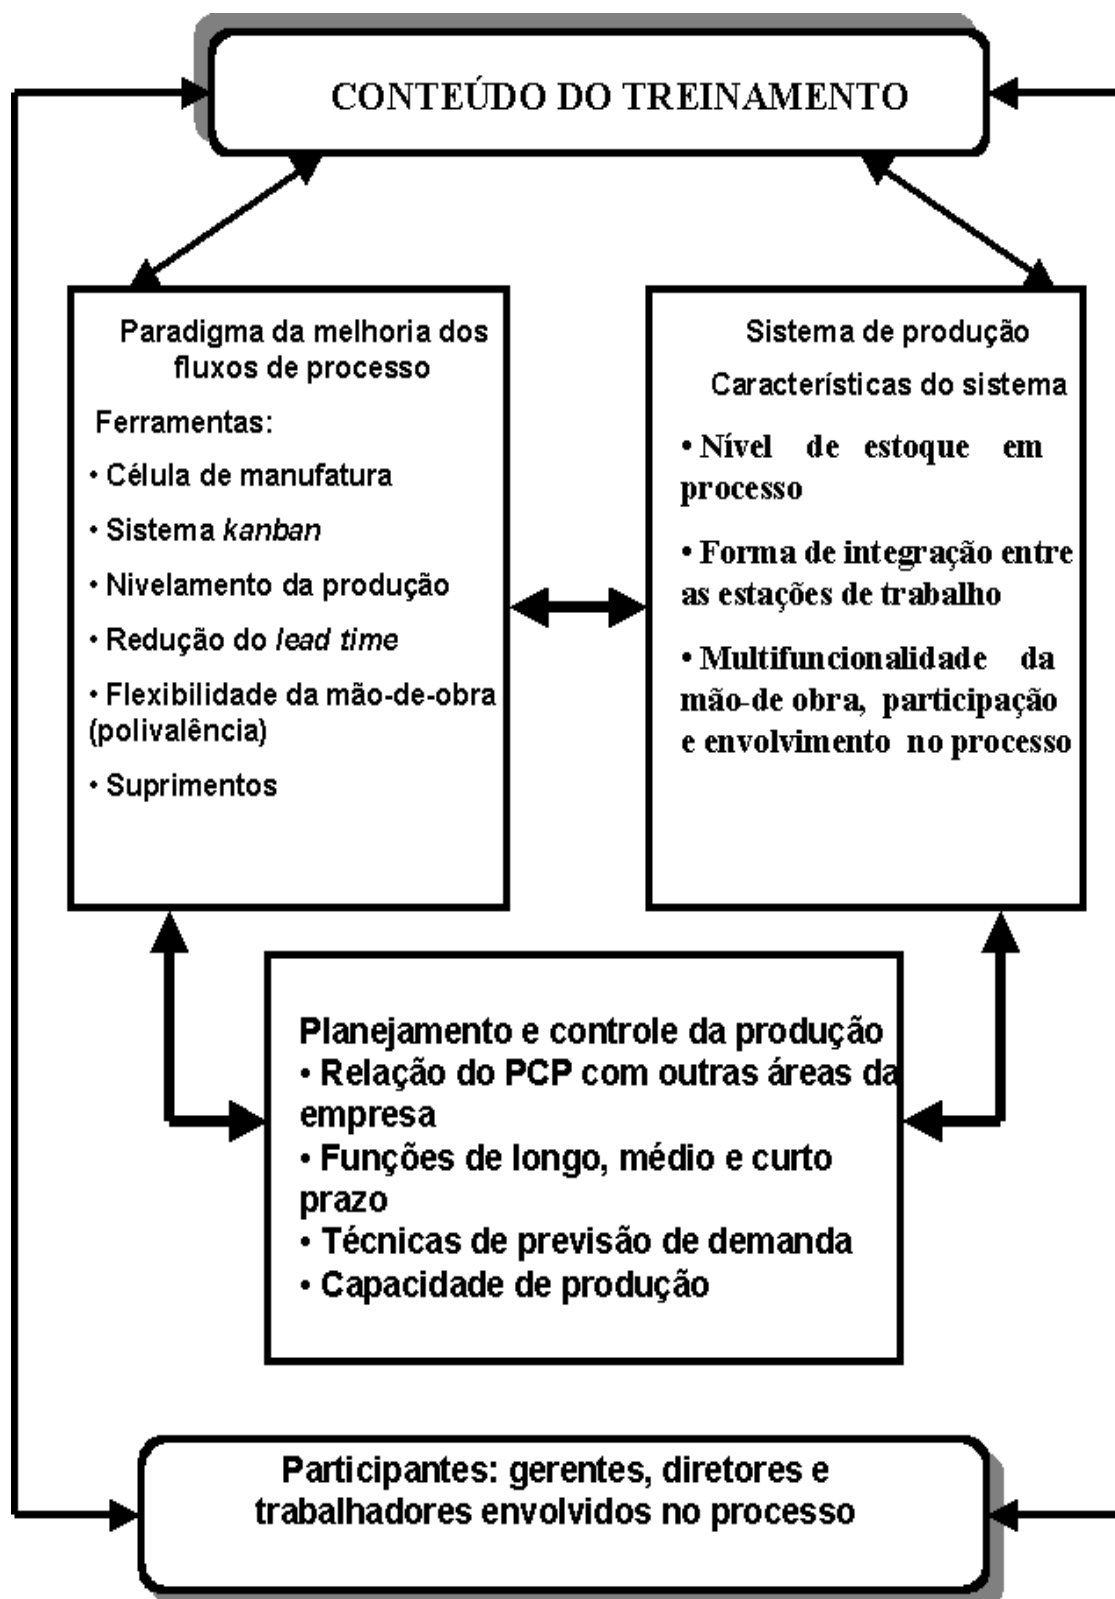 CONTEÚDO DO TREINAMENTO
Paradigma da melhoria dos
fluxos de processo
Ferramentas:
• Célula de manufatura
• Sistema kanban
• Nivelamento da produção
• Redução do lead time
• Flexibilidade da mão-de-obra
(polivalência)
• Suprimentos
Sistema de produção
Características do sistema
• Nível de estoque em
processo
• Forma de integração entre
as estações de trabalho
• Multifuncionalidade da
mão-de obra, participação
e envolvimento no processo
Planejamento e controle da produção
• Relação do PCP com outras áreas da
empresa
• Funções de longo, médio e curto
prazo
• Técnicas de previsão de demanda
• Capacidade de produção
Participantes: gerentes, diretores e
trabalhadores envolvidos no processo